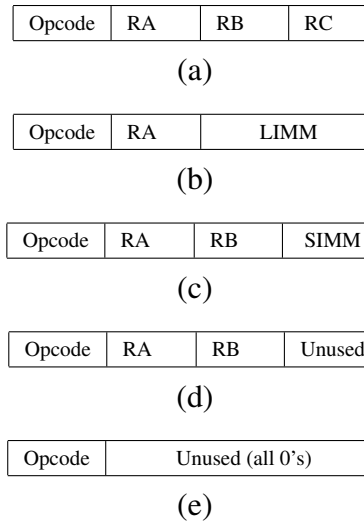 Opcode RA RB RC
(a)
Opcode RA LIMM
(b)
Opcode RA RB SIMM
(c)
Opcode RA RB Unused
(d)
Opcode Unused (all 0's)
(e)